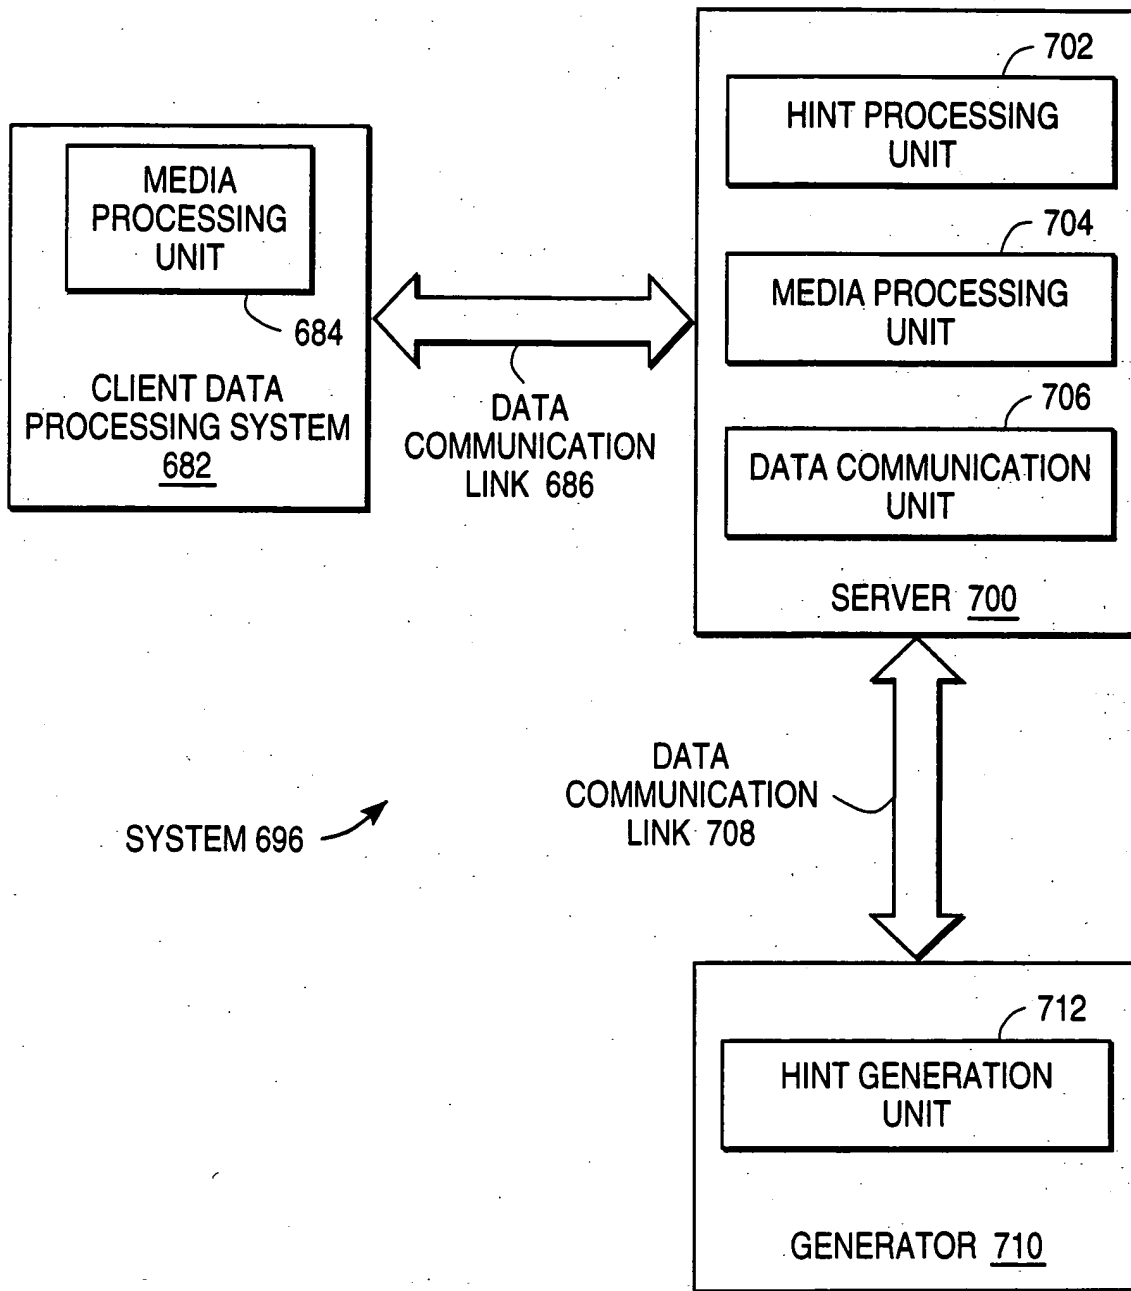 702
HINT PROCESSING
UNIT
MEDIA
PROCESSING
UNIT
684
CLIENT DATA
PROCESSING SYSTEM
682
DATA
COMMUNICATION
LINK 686
704
MEDIA PROCESSING
UNIT
706
DATA COMMUNICATION
UNIT
SERVER 700
DATA
COMMUNICATION
LINK 708
SYSTEM 696
712
HINT GENERATION
UNIT
GENERATOR 710